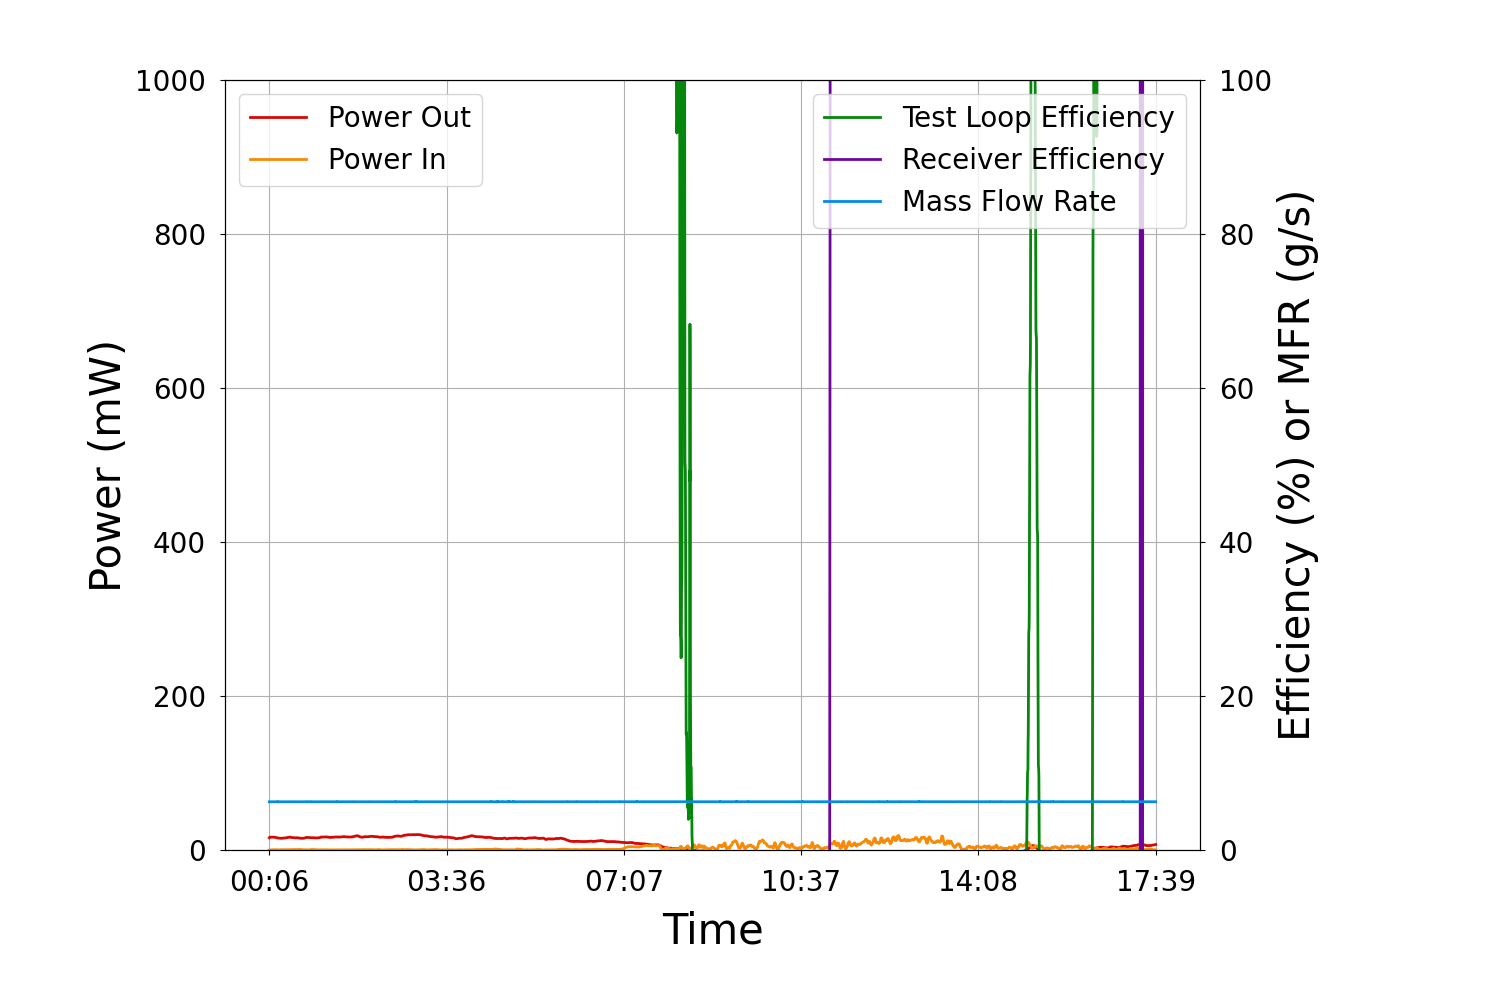 1000
800
600
400
200
0
Power (mW)
Power Out
Power In
Test Loop Efficiency
Receiver Efficiency
Mass Flow Rate
100
80
60
40
20
0
Efficiency (%) or MFR (g/s)
00:06 03:36 07:07 10:37 14:08 17:39
Time